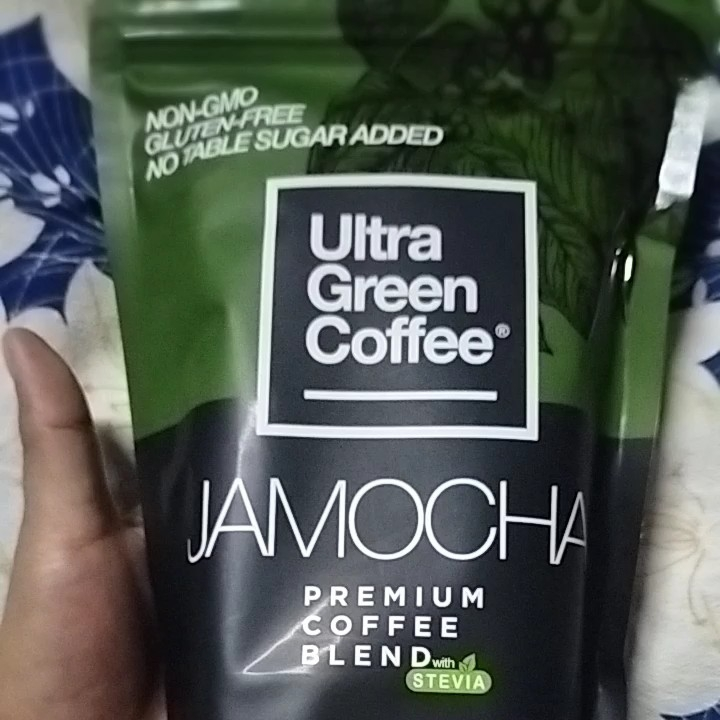 NON-GMO
GLUTEN-FREE
NO TABLE SUGAR ADDED
Ultra
Green
Coffee®
JAMOCHA
PREMIUM
COFFEE
BLEND with
STEVIA